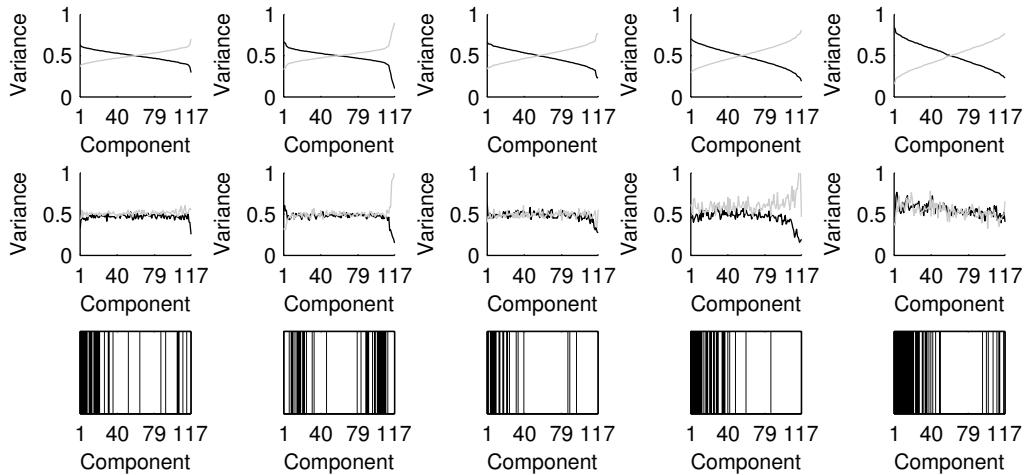 1 1 1 1 1
Variance Variance Variance Variance Variance
0.5 0.5 0.5 0.5 0.5
0 0 0 0 0
1 40 79 117 1 40 79 117 1 40 79 117 1 40 79 117 1 40 79 117
Component Component Component Component Component
1 1 1 1 1
Variance Variance Variance Variance Variance
0.5 0.5 0.5 0.5 0.5
0 0 0 0 0
1 40 79 117 1 40 79 117 1 40 79 117 1 40 79 117 1 40 79 117
Component Component Component Component Component
1 40 79 117 1 40 79 117 1 40 79 117 1 40 79 117 1 40 79 117
Component Component Component Component Component